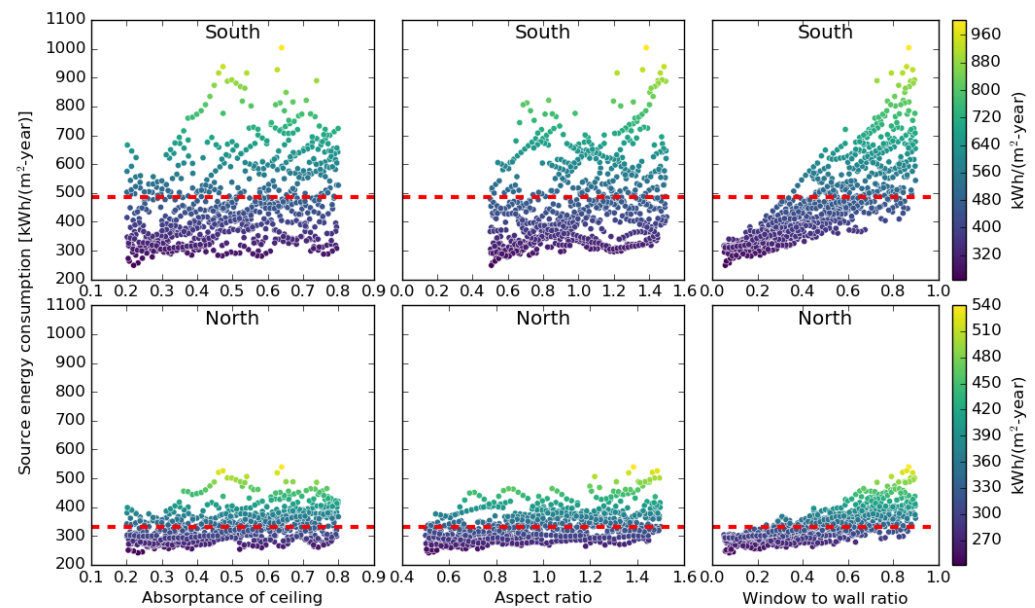 South
South
South
1100
1000
900
800
700
600
500
400
300
200
0.1 0.2 0.3 0.4 0.5 0.6 0.7 0.8 0.9
0.0 0.2 0.4 0.6 0.8 1.0 1.2 1.4 1.6
0.0 0.2 0.4 0.6 0.8 1.0
960
880
800
720
640
560
480
400
320
kWh/(m²-year)
Source energy consumption [kWh/(m²-year)]
North
North
North
1100
1000
900
800
700
600
500
400
300
200
0.1 0.2 0.3 0.4 0.5 0.6 0.7 0.8 0.9
0.4 0.6 0.8 1.0 1.2 1.4 1.6
0.0 0.2 0.4 0.6 0.8 1.0
540
510
480
450
420
390
360
330
300
270
kWh/(m²-year)
Absorptance of ceiling
Aspect ratio
Window to wall ratio